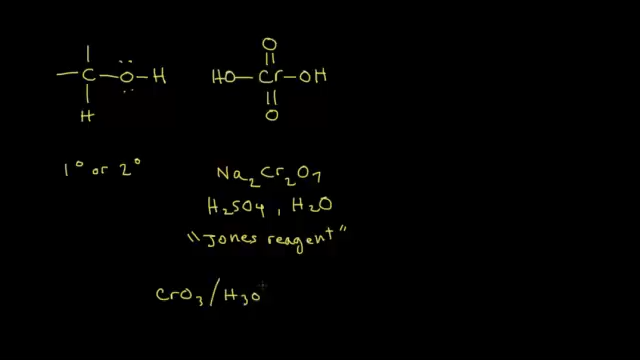 O
C O H HO Cr OH
H O
1° or 2° Na₂Cr₂O₇
H₂SO₄, H₂O
"Jones reagent"
CrO₃/H₃O